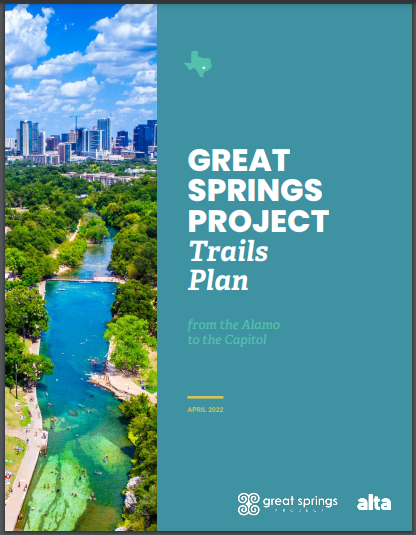 GREAT
SPRINGS
PROJECT
Trails
Plan
from the Alamo
to the Capitol
APRIL 2022
great springs
PROJECT
alta